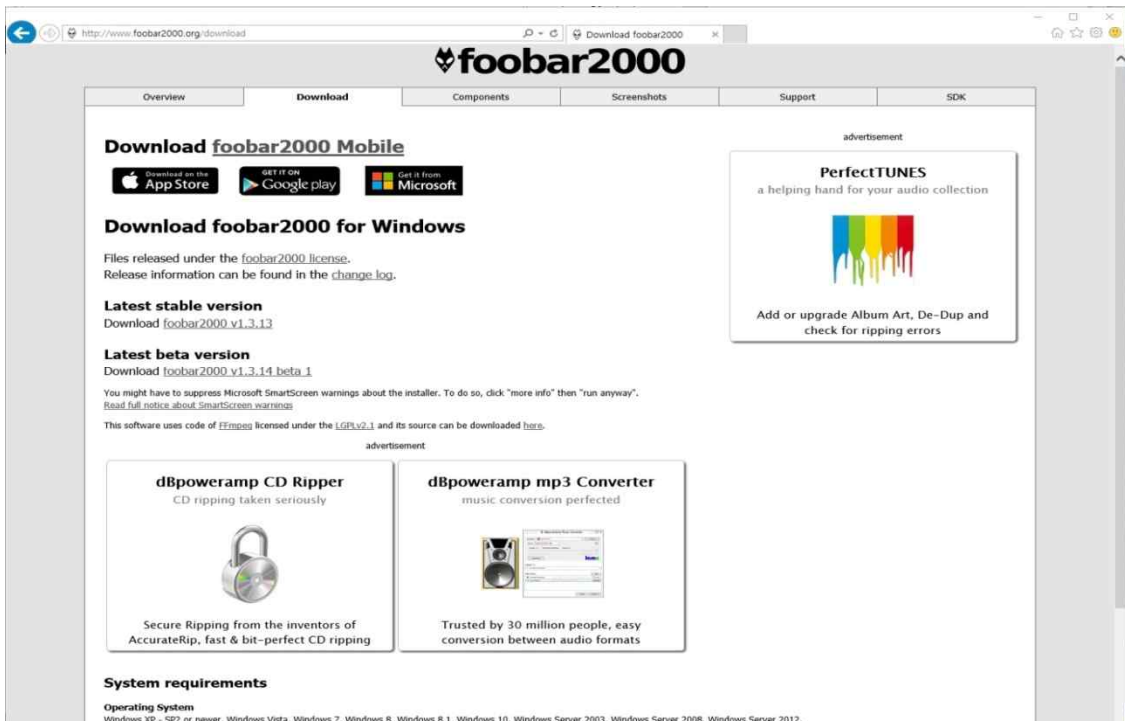 http://www.foobar2000.org/download
Download foobar2000
foobar2000
Overview
Download
Components
Screenshots
Support
SDK
Download foobar2000 Mobile
Download on the
App Store
GET IT ON
Google play
Get it from
Microsoft
Download foobar2000 for Windows
Files released under the foobar2000 license.
Release information can be found in the change log.
Latest stable version
Download foobar2000 v1.3.13
Latest beta version
Download foobar2000 v1.3.14 beta 1
You might have to suppress Microsoft SmartScreen warnings about the installer. To do so, click "more info" then "run anyway".
Read full notice about SmartScreen warnings
This software uses code of FFmpeg licensed under the LGPLv2.1 and its source can be downloaded here.
advertisement
PerfectTUNES
a helping hand for your audio collection
Add or upgrade Album Art, De-Dup and
check for ripping errors
advertisement
dBpoweramp CD Ripper
CD ripping taken seriously
Secure Ripping from the inventors of
AccurateRip, fast & bit-perfect CD ripping
dBpoweramp mp3 Converter
music conversion perfected
Trusted by 30 million people, easy
conversion between audio formats
System requirements
Operating System
Windows XP - SP2 or newer, Windows Vista, Windows 7, Windows 8, Windows 8.1, Windows 10, Windows Server 2003, Windows Server 2008, Windows Server 2012.